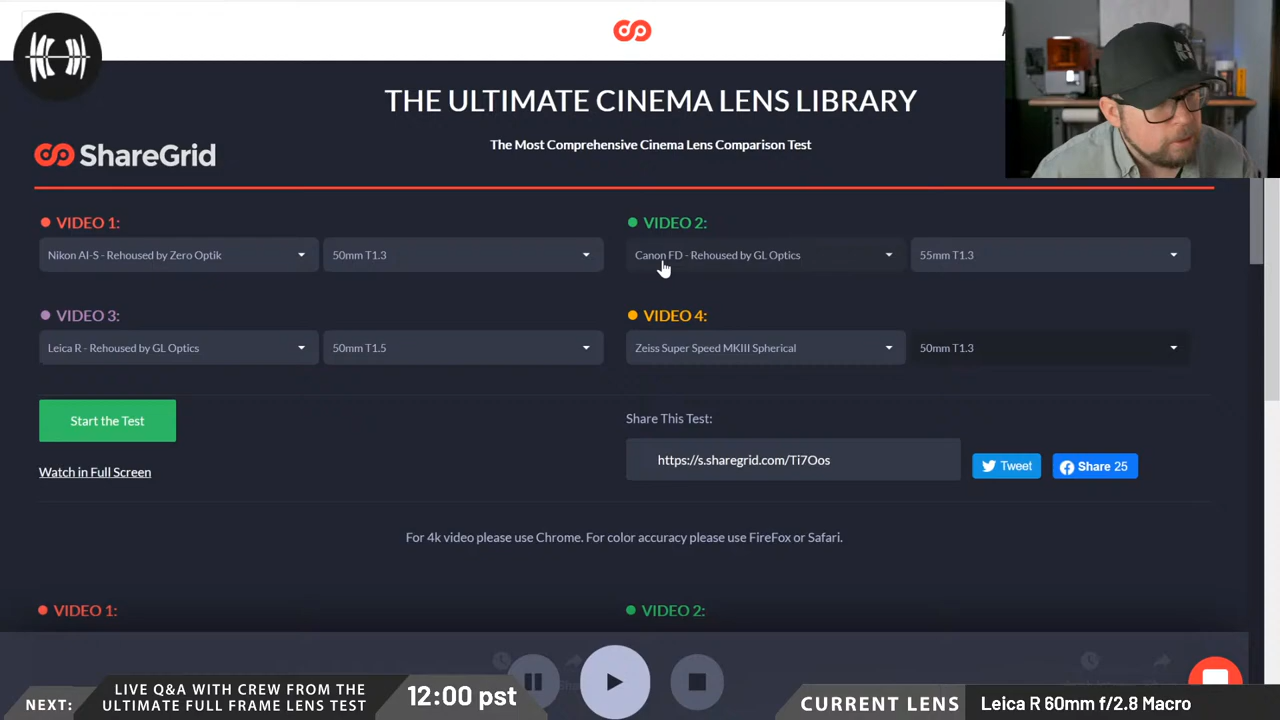 THE ULTIMATE CINEMA LENS LIBRARY
ShareGrid
The Most Comprehensive Cinema Lens Comparison Test
VIDEO 1:
Nikon AI-S - Rehoused by Zero Optik
50mm T1.3
VIDEO 2:
Canon FD - Rehoused by GL Optics
55mm T1.3
VIDEO 3:
Leica R - Rehoused by GL Optics
50mm T1.5
VIDEO 4:
Zeiss Super Speed MKIII Spherical
50mm T1.3
Start the Test
Watch in Full Screen
Share This Test:
https://s.sharegrid.com/Ti7Oos
Tweet
Share 25
For 4k video please use Chrome. For color accuracy please use FireFox or Safari.
VIDEO 1:
VIDEO 2:
NEXT:
LIVE Q&A WITH CREW FROM THE
ULTIMATE FULL FRAME LENS TEST
12:00 pst
CURRENT LENS
Leica R 60mm f/2.8 Macro